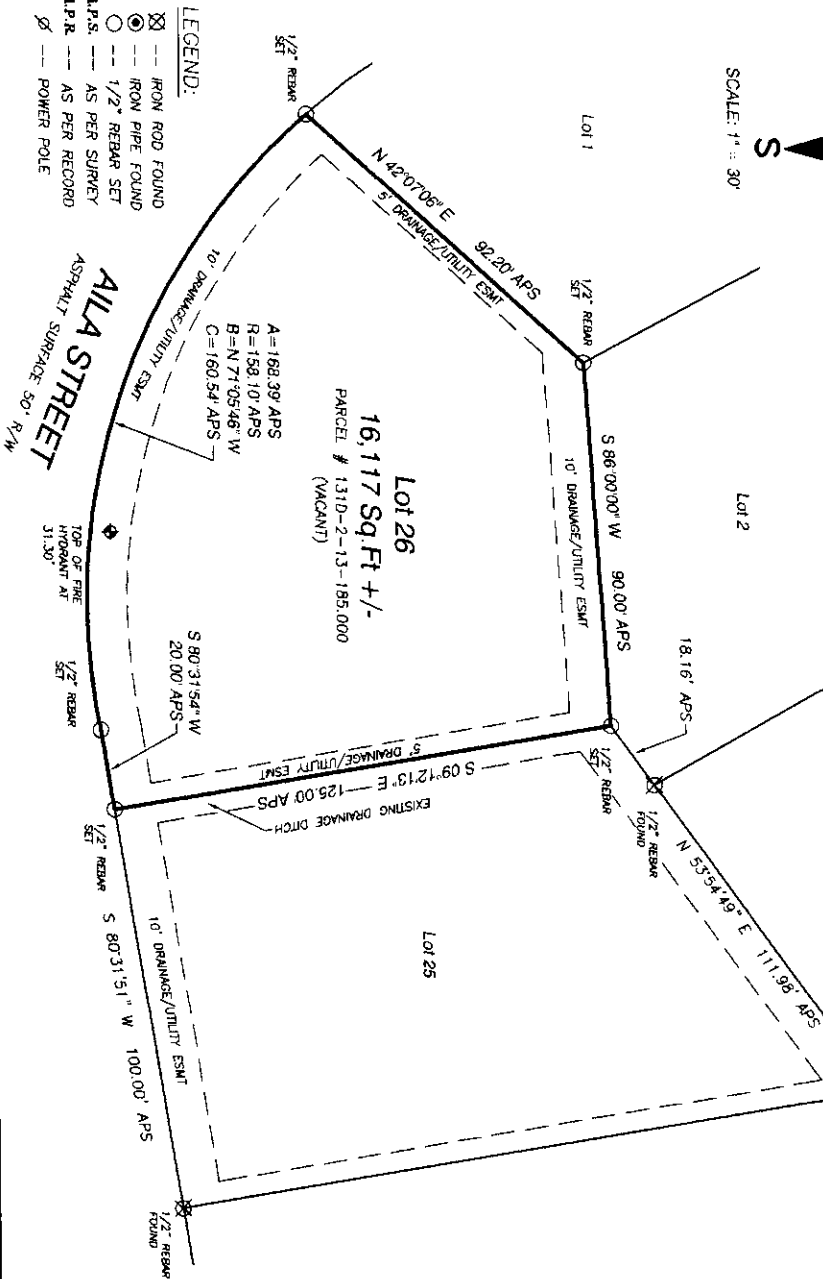 SCALE: 1" = 30'
S
Lot 1
Lot 2
1/2" REBAR
SET
N 42°07'06" E 92.20' APS
5' DRAINAGE/UTILITY ESMT
1/2" REBAR
SET
S 86°00'00" W 90.00' APS
10' DRAINAGE/UTILITY ESMT
18.16' APS
1/2" REBAR
SET
1/2" REBAR
FOUND
N 53°54'49" E 111.98' APS
Lot 26
16,117 Sq.Ft +/-
PARCEL # 131D-2-13-185.000
(VACANT)
A=168.39' APS
R=158.10' APS
B=N 71°05'46" W
C=160.54' APS
10' DRAINAGE/UTILITY ESMT
5' DRAINAGE/UTILITY ESMT
S 09°12'13" E 125.00' APS
EXISTING DRAINAGE DITCH
Lot 25
S 80°31'54" W
20.00' APS
1/2" REBAR
SET
TOP OF FIRE
HYDRANT AT
31.30'
1/2" REBAR
SET
10' DRAINAGE/UTILITY ESMT
S 80°31'51" W 100.00' APS
1/2" REBAR
FOUND
AILA STREET
ASPHALT SURFACE 50' R/W
LEGEND:
-- IRON ROD FOUND
-- IRON PIPE FOUND
-- 1/2" REBAR SET
.P.S. --- AS PER SURVEY
.P.R. --- AS PER RECORD
--- POWER POLE